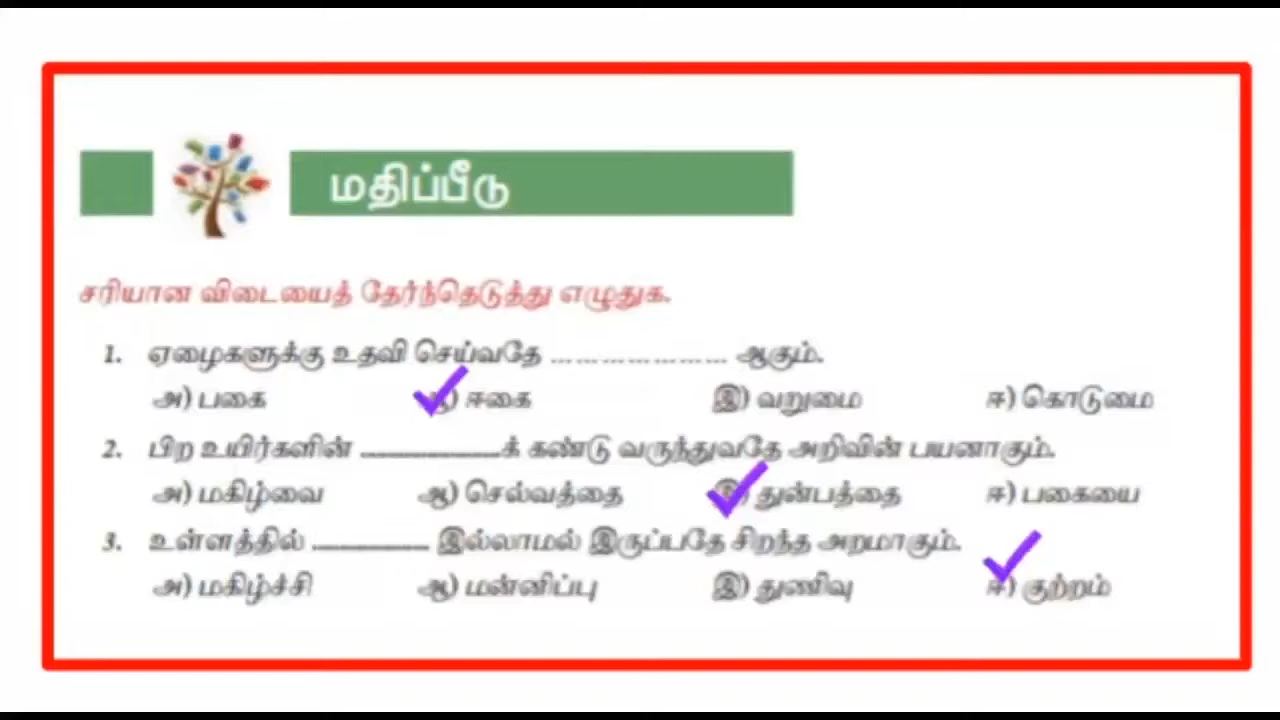 மதிப்பீடு
சரியான விடையைத் தேர்ந்தெடுத்து எழுதுக.
1. ஏழைகளுக்கு உதவி செய்வதே ..................... ஆகும்.
அ) பகை ஆ) ஈகை இ) வறுமை ஈ) கொடுமை
2. பிற உயிர்களின் ____________க் கண்டு வருந்துவதே அறிவின் பயனாகும்.
அ) மகிழ்வை ஆ) செல்வத்தை இ) துன்பத்தை ஈ) பகையை
3. உள்ளத்தில் __________ இல்லாமல் இருப்பதே சிறந்த அறமாகும்.
அ) மகிழ்ச்சி ஆ) மன்னிப்பு இ) துணிவு ஈ) குற்றம்